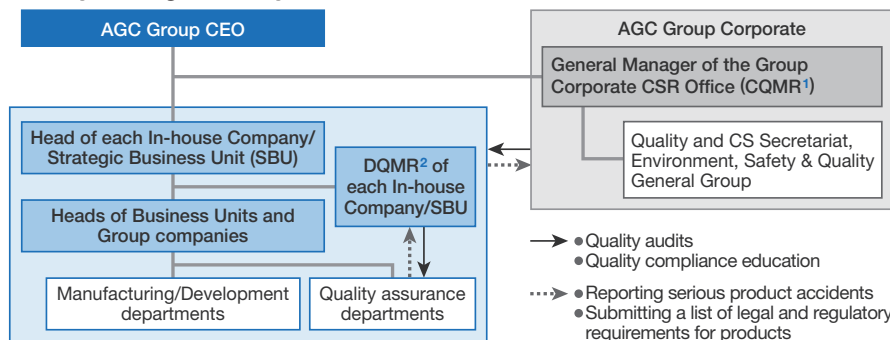 AGC Group CEO
AGC Group Corporate
General Manager of the Group
Corporate CSR Office (CQMR1)
Quality and CS Secretariat,
Environment, Safety & Quality
General Group
Head of each In-house Company/
Strategic Business Unit (SBU)
DQMR2 of
each In-house
Company/SBU
Heads of Business Units and
Group companies
Manufacturing/Development
departments
Quality assurance
departments
●Quality audits
●Quality compliance education
●Reporting serious product accidents
●Submitting a list of legal and regulatory
requirements for products